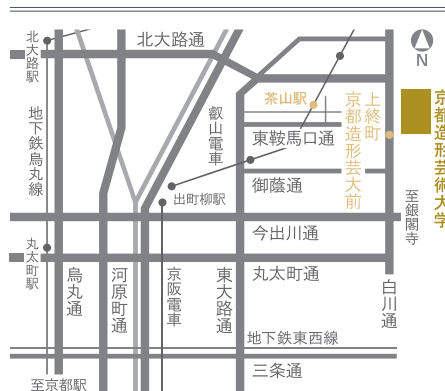 北大路通
北大路駅
地下鉄烏丸線
叡山電車
茶山駅
上終町
京都造形芸大前
京都造形芸術大学
N
東鞍馬口通
御蔭通
出町柳駅
至銀閣寺
今出川通
丸太町駅
丸太町通
烏丸通
河原町通
京阪電車
東大路通
白川通
地下鉄東西線
三条通
至京都駅